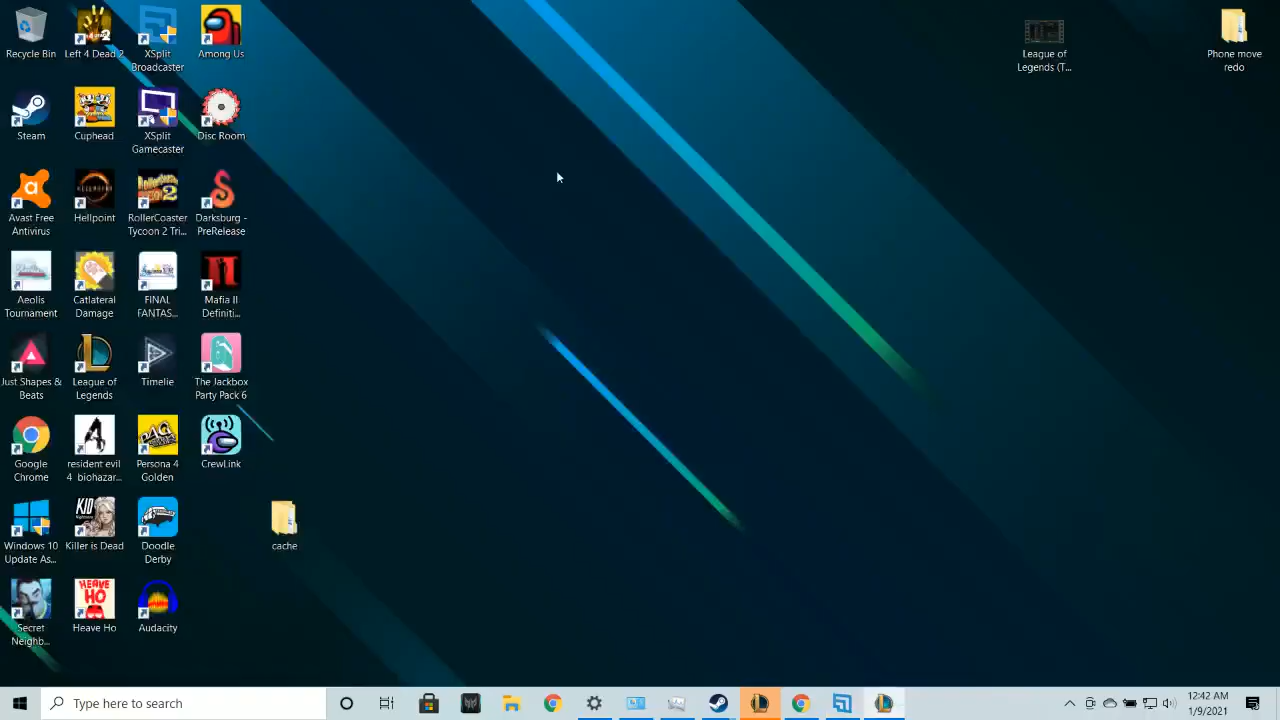 Recycle Bin
Left 4 Dead 2
XSplit
Broadcaster
Among Us
League of
Legends (T...
Phone move
redo
Steam
Cuphead
XSplit
Gamecaster
Disc Room
Avast Free
Antivirus
Hellpoint
RollerCoaster
Tycoon 2 Tri...
Darksburg -
PreRelease
Aeolis
Tournament
Catlateral
Damage
FINAL
FANTAS...
Mafia II
Definiti...
Just Shapes &
Beats
League of
Legends
Timelie
The Jackbox
Party Pack 6
Google
Chrome
resident evil
4 biohazar...
Persona 4
Golden
CrewLink
Windows 10
Update As...
KID
Killer is Dead
Doodle
Derby
cache
Secret
Neighb...
HEAVE
HO
Heave Ho
Audacity
Type here to search
12:42 AM
1/9/2021